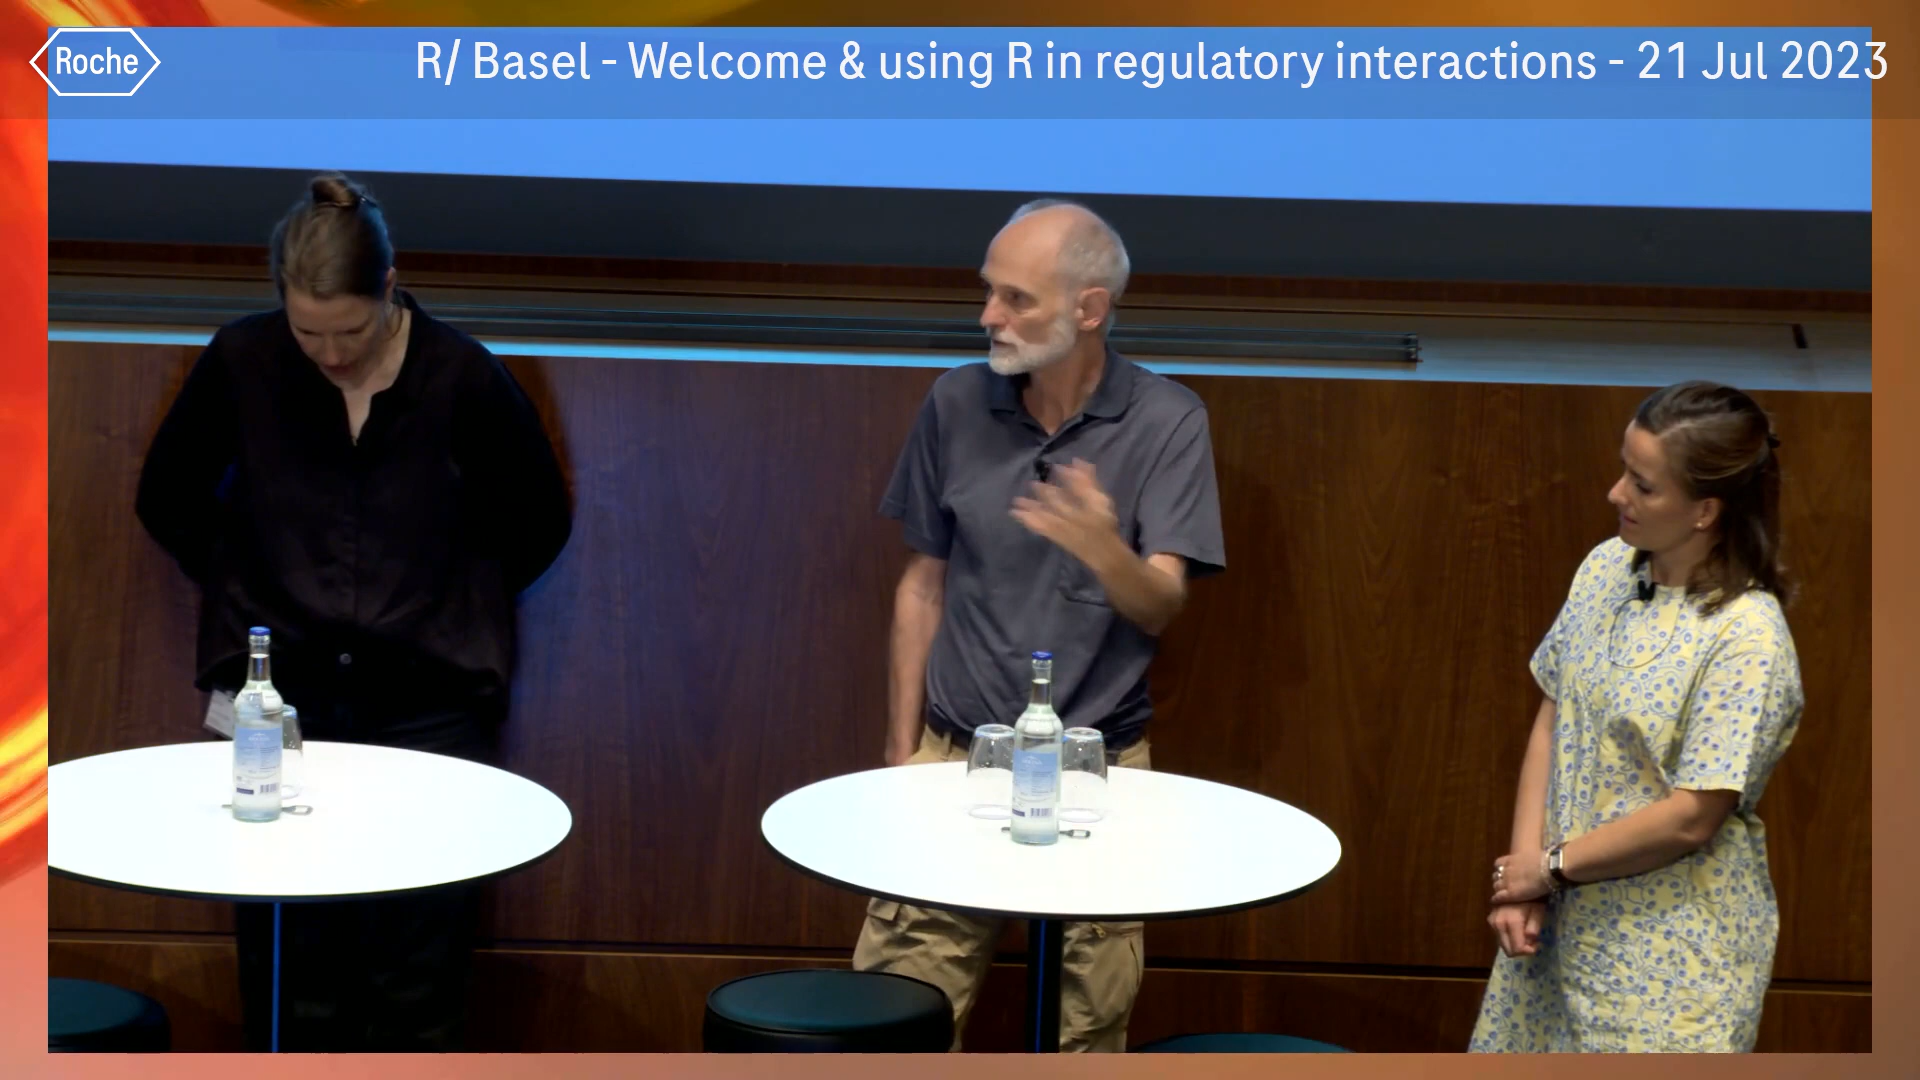 Roche
R/ Basel - Welcome & using R in regulatory interactions - 21 Jul 2023